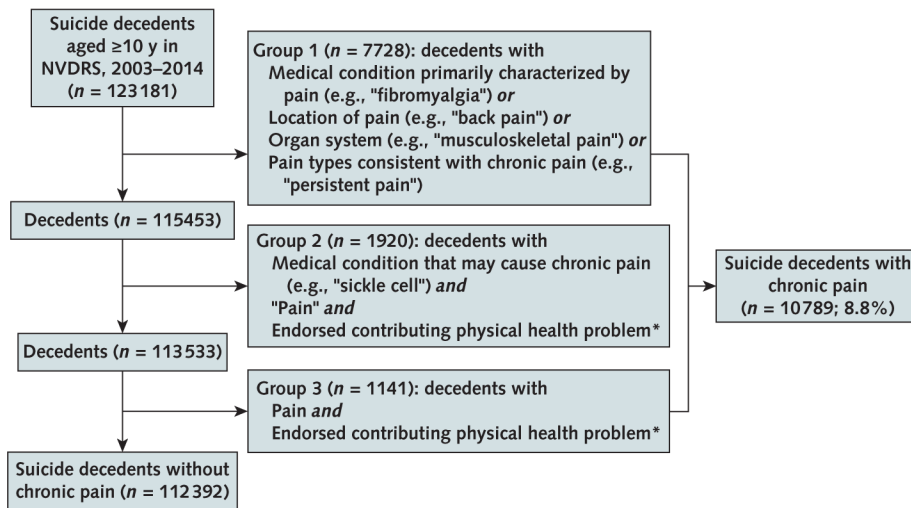 Suicide decedents
aged ≥10 y in
NVDRS, 2003–2014
(n = 123181)
Group 1 (n = 7728): decedents with
Medical condition primarily characterized by
pain (e.g., "fibromyalgia") or
Location of pain (e.g., "back pain") or
Organ system (e.g., "musculoskeletal pain") or
Pain types consistent with chronic pain (e.g.,
"persistent pain")
Decedents (n = 115453)
Group 2 (n = 1920): decedents with
Medical condition that may cause chronic pain
(e.g., "sickle cell") and
"Pain" and
Endorsed contributing physical health problem*
Suicide decedents with
chronic pain
(n = 10789; 8.8%)
Decedents (n = 113533)
Group 3 (n = 1141): decedents with
Pain and
Endorsed contributing physical health problem*
Suicide decedents without
chronic pain (n = 112392)